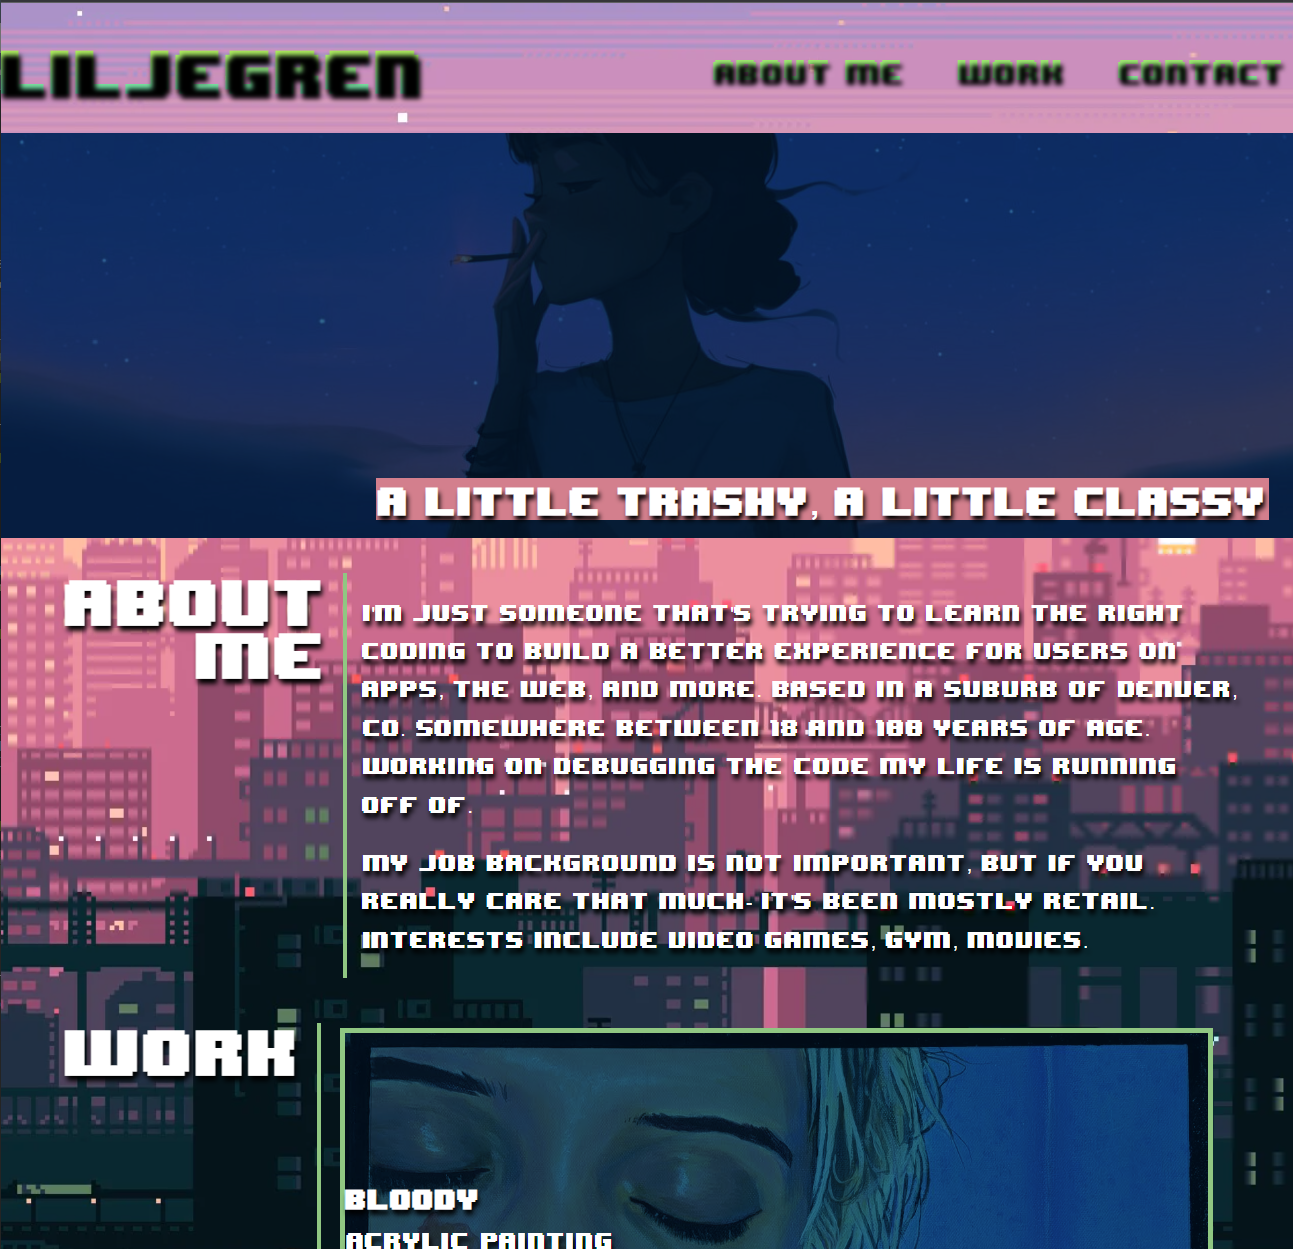 LILJEGREN
ABOUT ME WORK CONTACT
A LITTLE TRASHY, A LITTLE CLASSY
ABOUT
ME
I'M JUST SOMEONE THAT'S TRYING TO LEARN THE RIGHT
CODING TO BUILD A BETTER EXPERIENCE FOR USERS ON
APPS, THE WEB, AND MORE. BASED IN A SUBURB OF DENVER,
CO. SOMEWHERE BETWEEN 18 AND 100 YEARS OF AGE.
WORKING ON DEBUGGING THE CODE MY LIFE IS RUNNING
OFF OF.
MY JOB BACKGROUND IS NOT IMPORTANT, BUT IF YOU
REALLY CARE THAT MUCH- IT'S BEEN MOSTLY RETAIL.
INTERESTS INCLUDE VIDEO GAMES, GYM, MOVIES.
WORK
BLOODY
ACRYLIC PAINTING